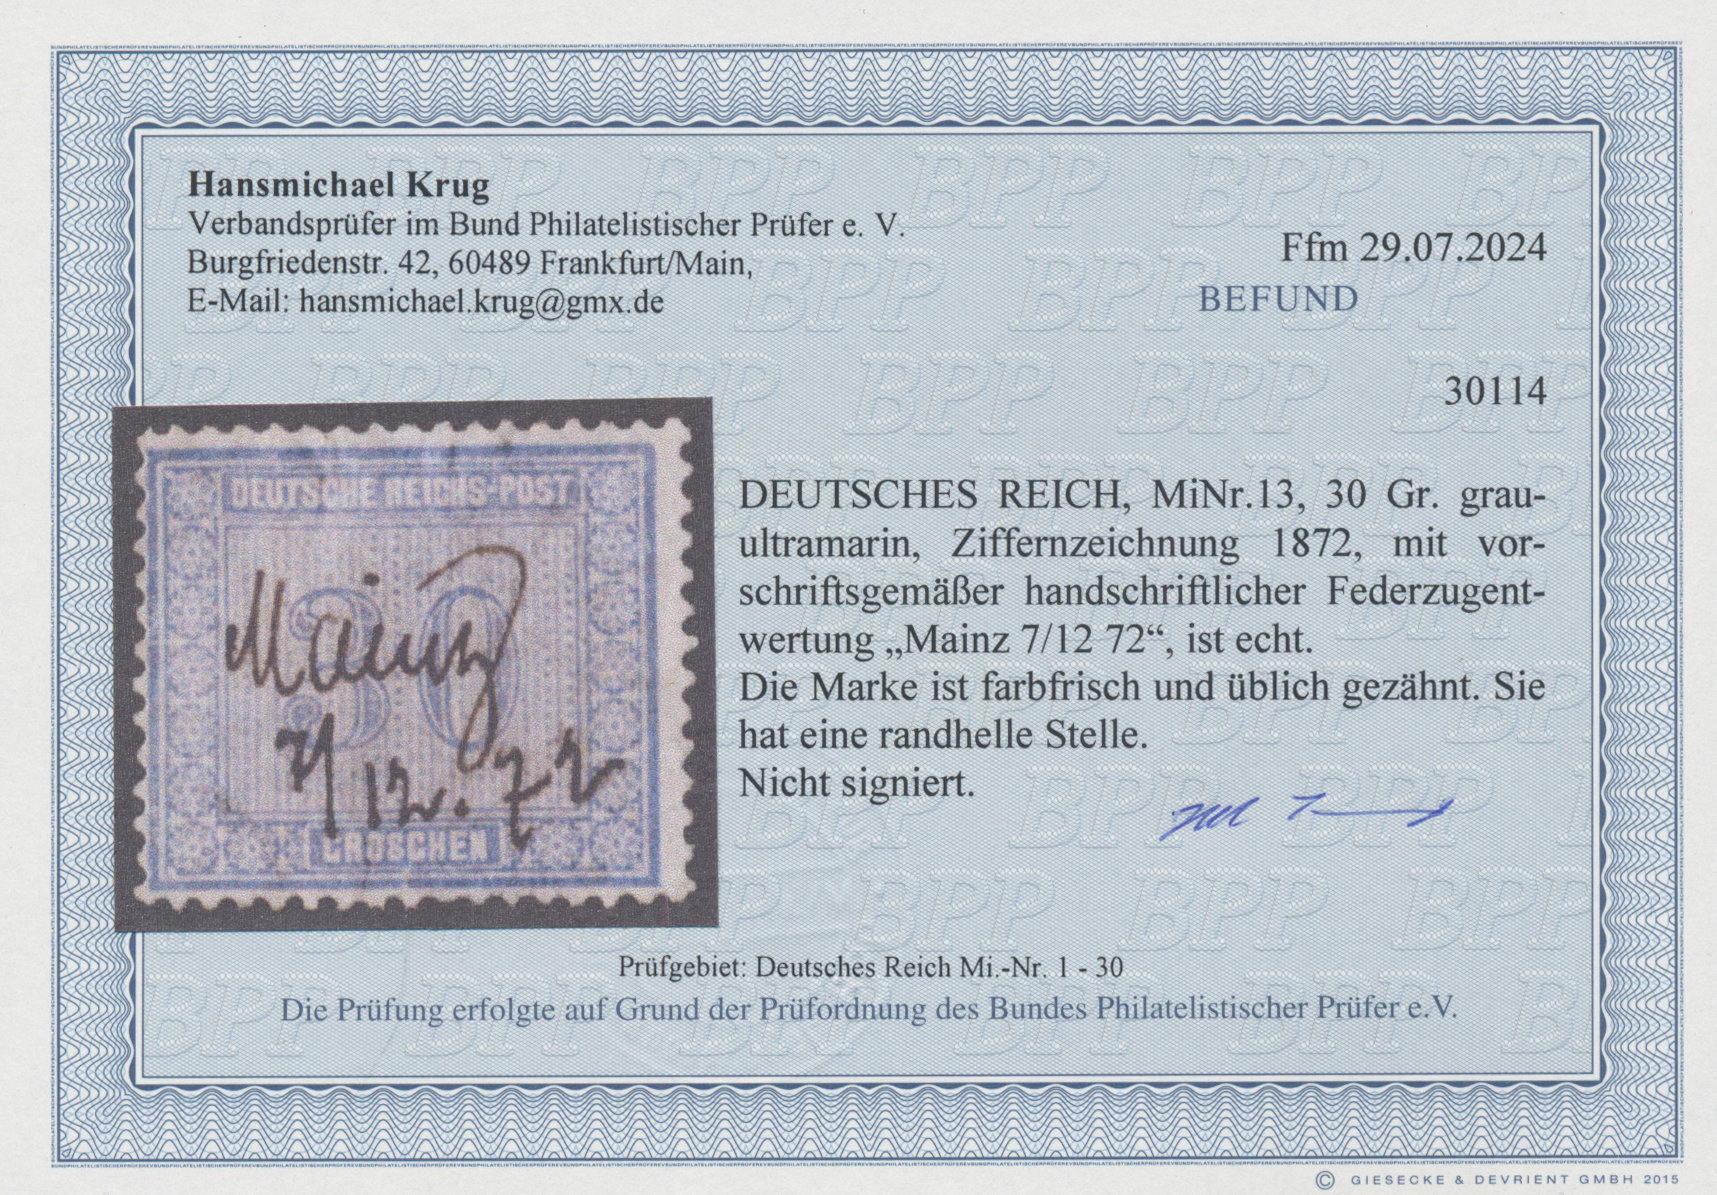 Hansmichael Krug
Verbandsprüfer im Bund Philatelistischer Prüfer e. V.
Burgfriedenstr. 42, 60489 Frankfurt/Main,
E-Mail: hansmichael.krug@gmx.de
Ffm 29.07.2024
BEFUND
30114
DEUTSCHE REICHS-POST
30
Mainz
7/12. 72
GROSCHEN
DEUTSCHES REICH, MiNr.13, 30 Gr. grau-
ultramarin, Ziffernzeichnung 1872, mit vor-
schriftsgemäßer handschriftlicher Federzugent-
wertung „Mainz 7/12 72“, ist echt.
Die Marke ist farbfrisch und üblich gezähnt. Sie
hat eine randhelle Stelle.
Nicht signiert.
Prüfgebiet: Deutsches Reich Mi.-Nr. 1 - 30
Die Prüfung erfolgte auf Grund der Prüfordnung des Bundes Philatelistischer Prüfer e.V.
© GIESECKE & DEVRIENT GMBH 2015